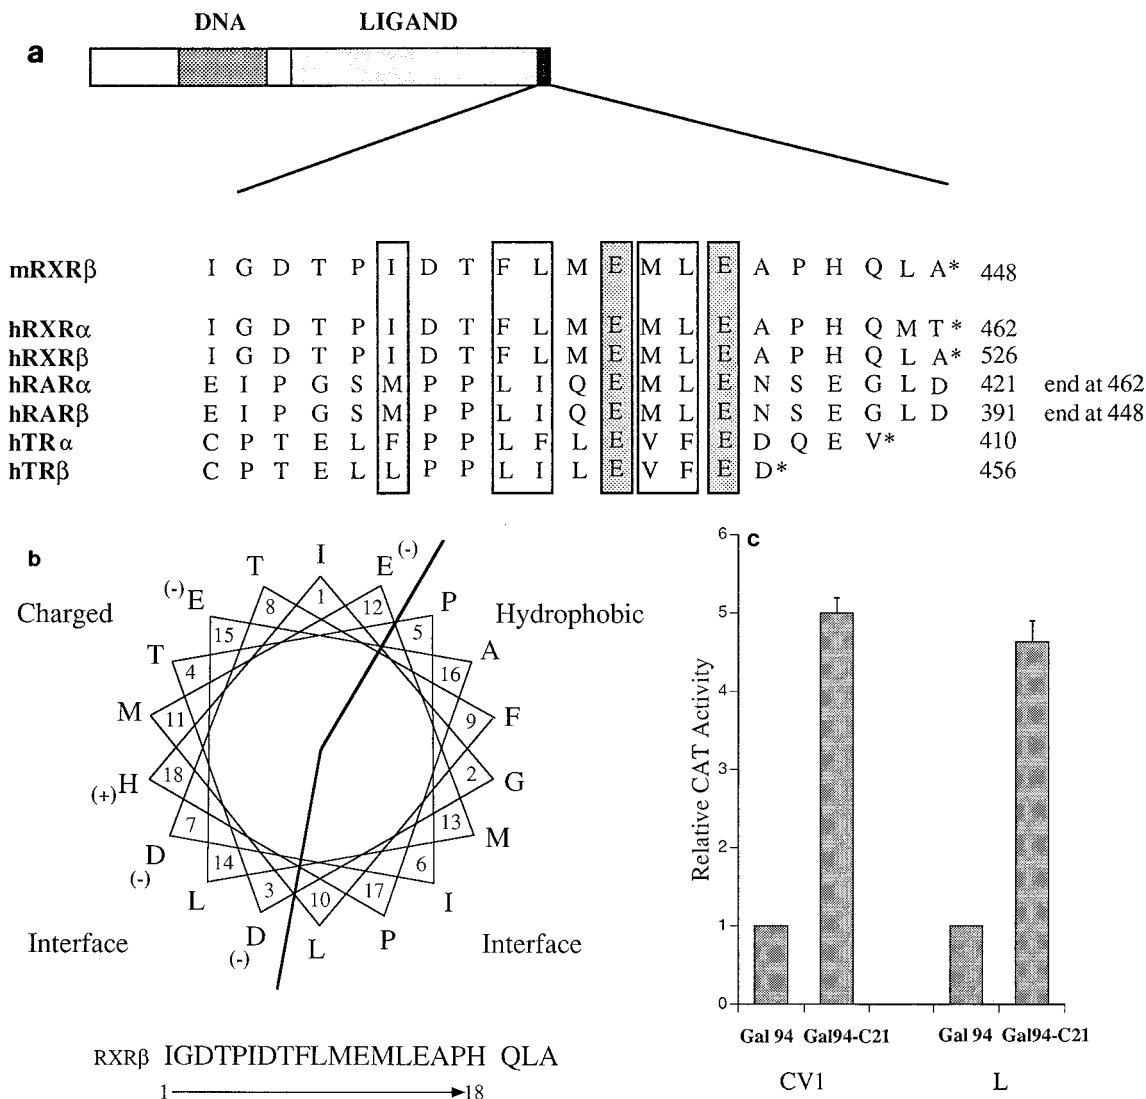 DNA LIGAND
a
mRXRβ I G D T P I D T F L M E M L E A P H Q L A* 448
hRXRα I G D T P I D T F L M E M L E A P H Q M T * 462
hRXRβ I G D T P I D T F L M E M L E A P H Q L A* 526
hRARα E I P G S M P P L I Q E M L E N S E G L D 421 end at 462
hRARβ E I P G S M P P L I Q E M L E N S E G L D 391 end at 448
hTRα C P T E L F P P L F L E V F E D Q E V* 410
hTRβ C P T E L L P P L I L E V F E D* 456
b
Charged
Hydrophobic
Interface
Interface
I 1
E (-) 12
P 5
A 16
F 9
G 2
M 13
I 6
P 17
L 10
D (-) 3
L 14
D (-) 7
H (+) 18
M 11
T 4
E (-) 15
T 8
RXRβ IGDTPIDTFLMEMLEAPH QLA
1 18
c
Relative CAT Activity
6
5
4
3
2
1
0
Gal 94 Gal94-C21 Gal 94 Gal94-C21
CV1 L